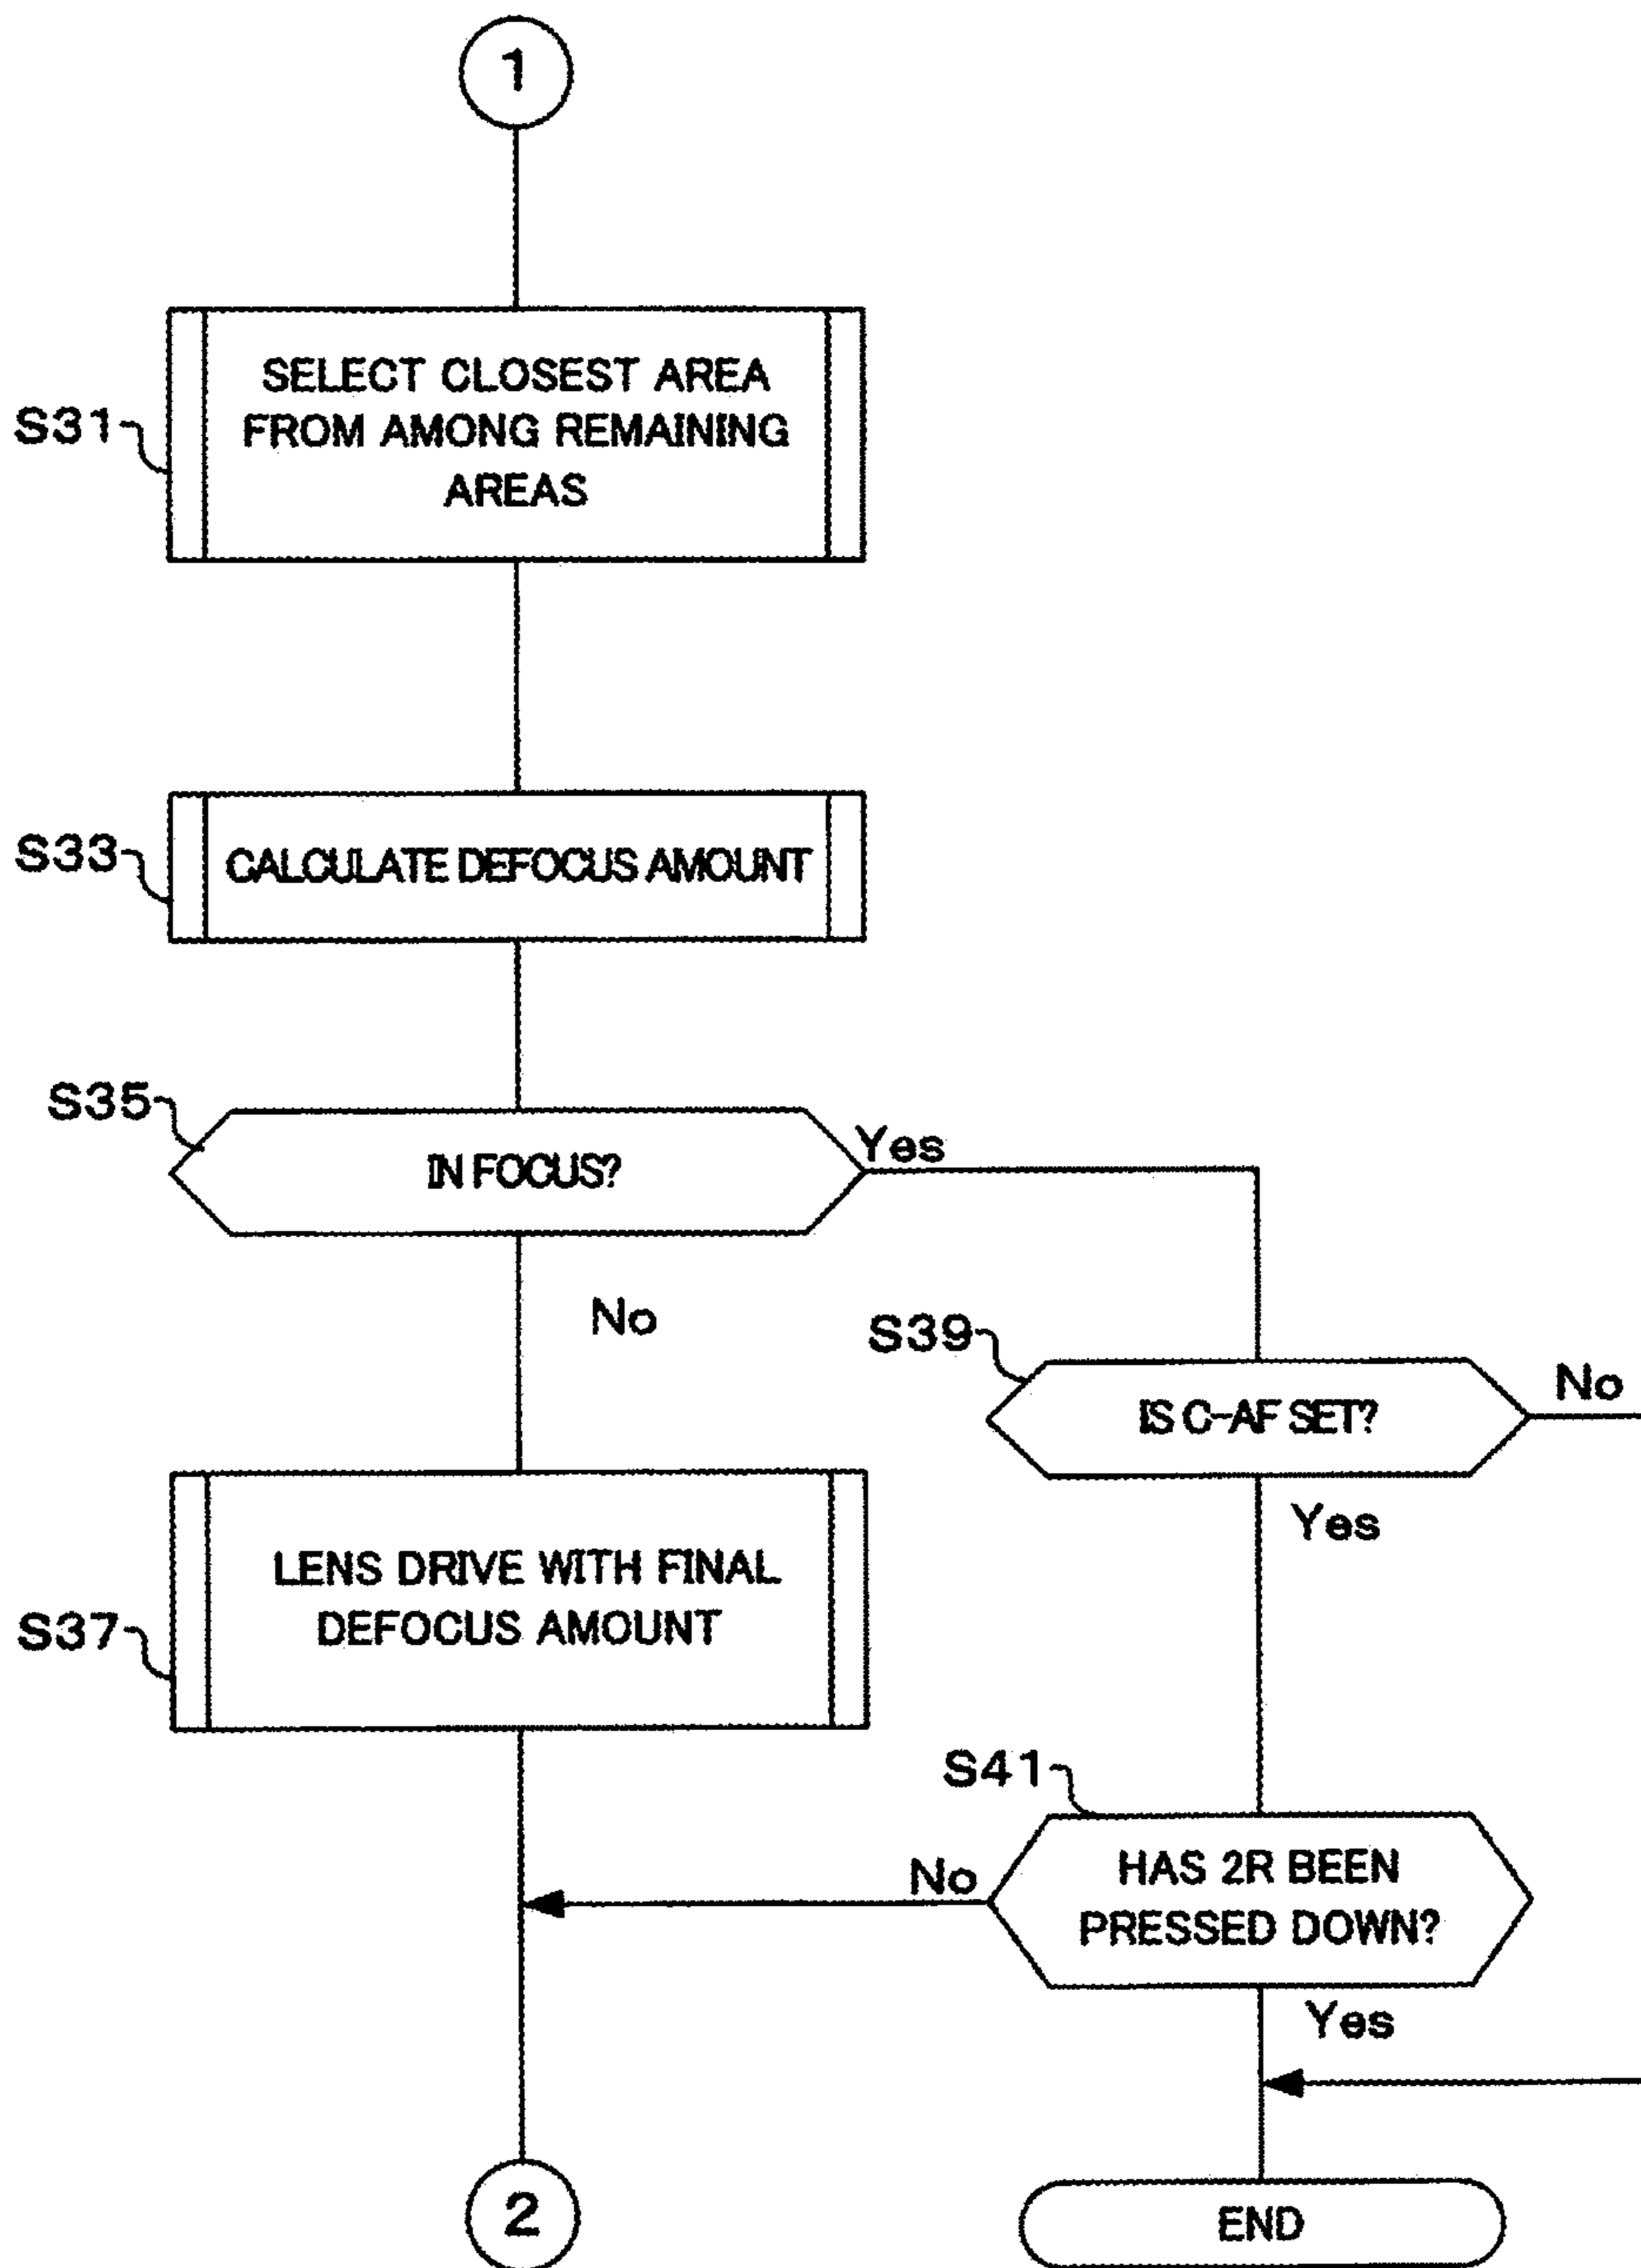 1
S31
SELECT CLOSEST AREA
FROM AMONG REMAINING
AREAS
S33
CALCULATE DEFOCUS AMOUNT
S35
IN FOCUS?
Yes
No
S39
IS C-AF SET?
No
Yes
S37
LENS DRIVE WITH FINAL
DEFOCUS AMOUNT
S41
HAS 2R BEEN
PRESSED DOWN?
No
Yes
2
END